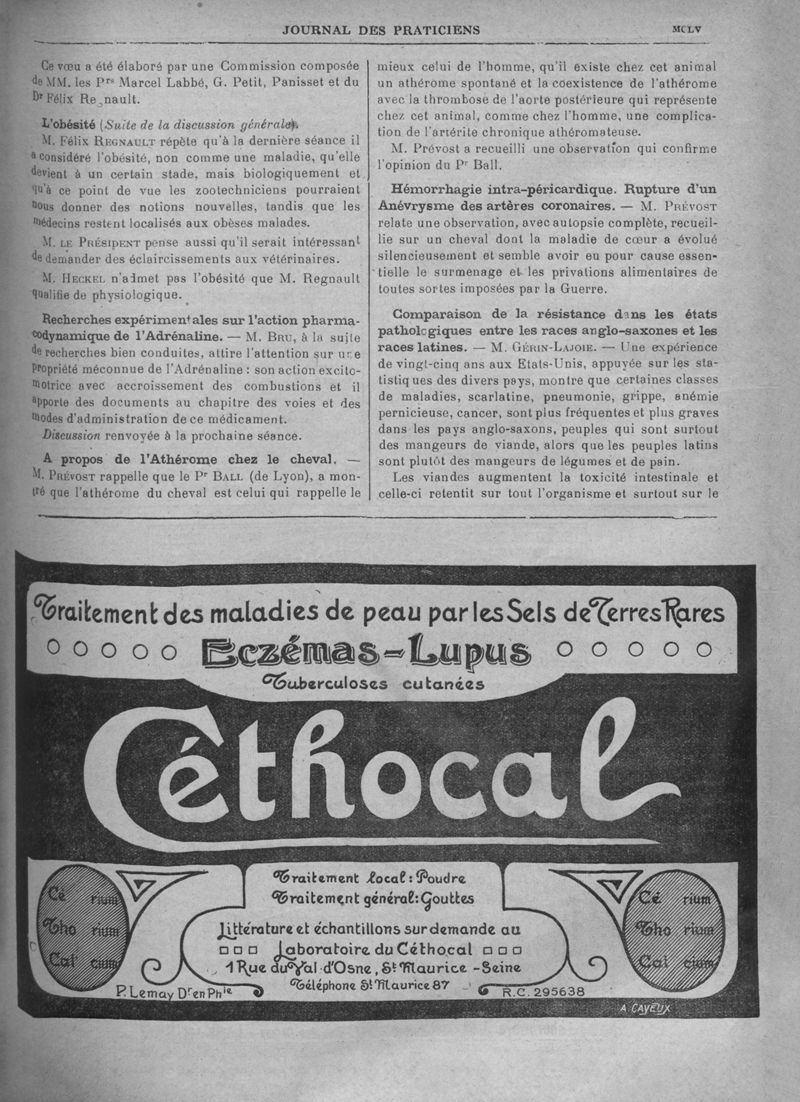 JOURNAL DES PRATICIENS
MCLV
Ce vœu a été élaboré par une Commission composée
de MM. les Prs Marcel Labbé, G. Petit, Panisset et du
Dr Félix Regnault.
L'obésité (Suite de la discussion générale).
M. Félix REGNAULT répète qu'à la dernière séance il
a considéré l'obésité, non comme une maladie, qu'elle
devient à un certain stade, mais biologiquement et
qu'à ce point de vue les zootechniciens pourraient
nous donner des notions nouvelles, tandis que les
médecins restent localisés aux obèses malades.
M. LE PRÉSIPENT pense aussi qu'il serait intéressant
de demander des éclaircissements aux vétérinaires.
M. HECKEL n'admet pas l'obésité que M. Regnault
qualifie de physiologique.
Recherches expérimentales sur l'action pharma-
codynamique de l'Adrénaline. — M. BRU, à la suite
de recherches bien conduites, attire l'attention sur une
propriété méconnue de l'Adrénaline : son action excito-
motrice avec accroissement des combustions et il
apporte des documents au chapitre des voies et des
modes d'administration de ce médicament.
Discussion renvoyée à la prochaine séance.
A propos de l'Athérome chez le cheval. —
M. PRÉVOST rappelle que le Pr BALL (de Lyon), a mon-
tré que l'athérome du cheval est celui qui rappelle le
mieux celui de l'homme, qu'il existe chez cet animal
un athérome spontané et la coexistence de l'athérome
avec la thrombose de l'aorte postérieure qui représente
chez cet animal, comme chez l'homme, une complica-
tion de l'artérite chronique athéromateuse.
M. Prévost a recueilli une observation qui confirme
l'opinion du Pr Ball.
Hémorrhagie intra-péricardique. Rupture d'un
Anévrysme des artères coronaires. — M. PRÉVOST
relate une observation, avec autopsie complète, recueil-
lie sur un cheval dont la maladie de cœur a évolué
silencieusement et semble avoir eu pour cause essen-
tielle le surmenage et les privations alimentaires de
toutes sortes imposées par la Guerre.
Comparaison de la résistance dans les états
pathologiques entre les races anglo-saxones et les
races latines. — M. GÉRIN-LAJOIE. — Une expérience
de vingt-cinq ans aux Etats-Unis, appuyée sur les sta-
tistiques des divers pays, montre que certaines classes
de maladies, scarlatine, pneumonie, grippe, anémie
pernicieuse, cancer, sont plus fréquentes et plus graves
dans les pays anglo-saxons, peuples qui sont surtout
des mangeurs de viande, alors que les peuples latins
sont plutôt des mangeurs de légumes et de pain.
Les viandes augmentent la toxicité intestinale et
celle-ci retentit sur tout l'organisme et surtout sur le
Traitement des maladies de peau par les Sels de Terres Rares
Eczémas-Lupus
Tuberculoses cutanées
Céthocal
Traitement local : Poudre
Traitement général : Gouttes
Littérature et échantillons sur demande au
Laboratoire du Céthocal
1 Rue du Val d'Osne, St Maurice - Seine
Téléphone St Maurice 87
Cé rium
Tho rium
Cal cium
Cé rium
Tho rium
Cal cium
P. Lemay Dr en Phie
R.C. 295638
A. CAYEUX